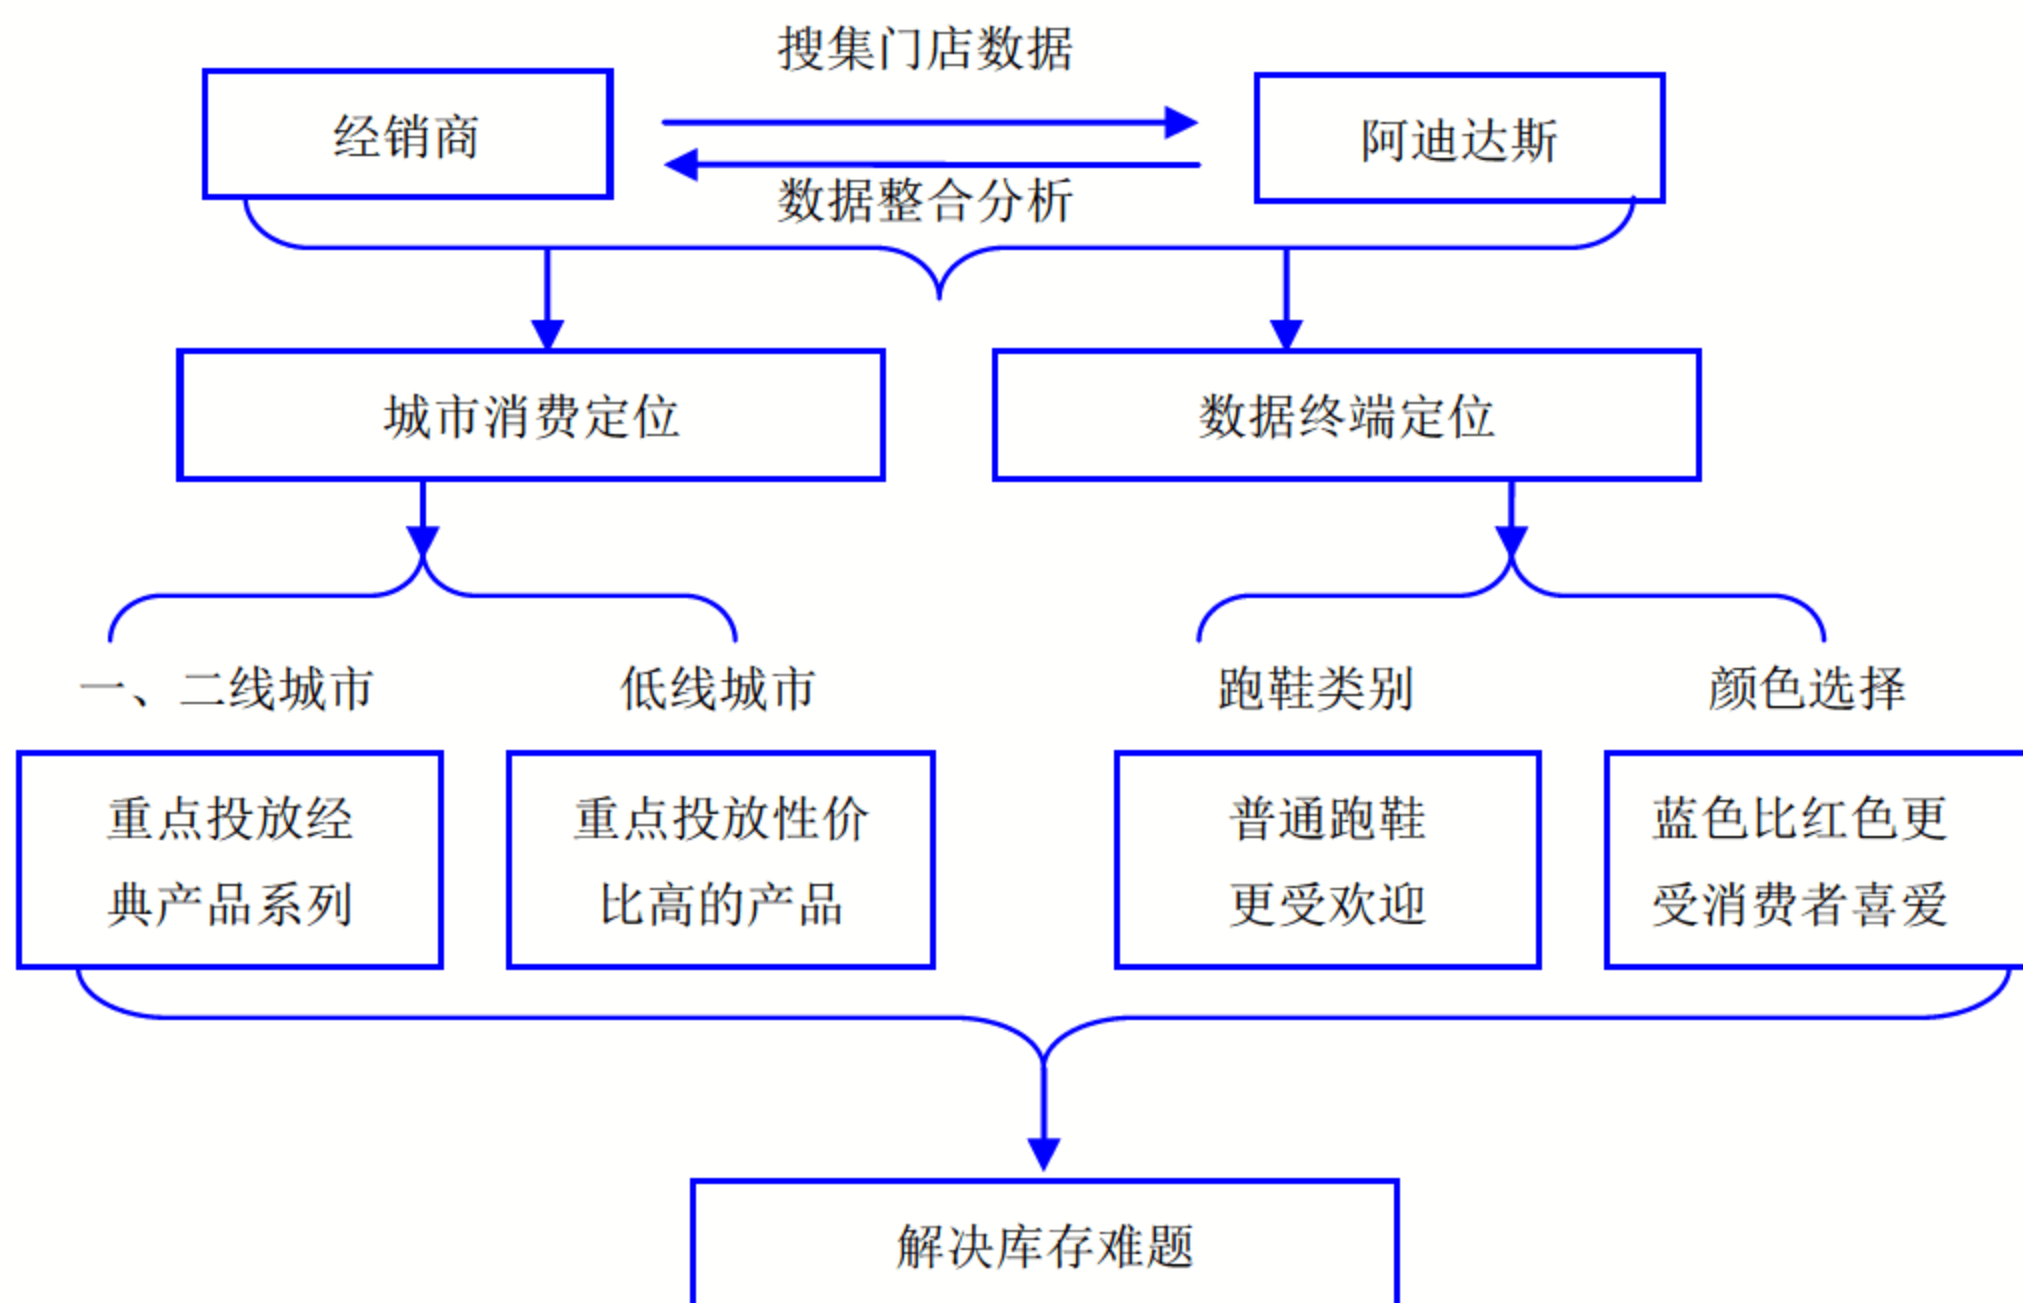 搜集门店数据
经销商
阿迪达斯
数据整合分析
城市消费定位
数据终端定位
一、二线城市
低线城市
跑鞋类别
颜色选择
重点投放经
典产品系列
重点投放性价
比高的产品
普通跑鞋
更受欢迎
蓝色比红色更
受消费者喜爱
解决库存难题